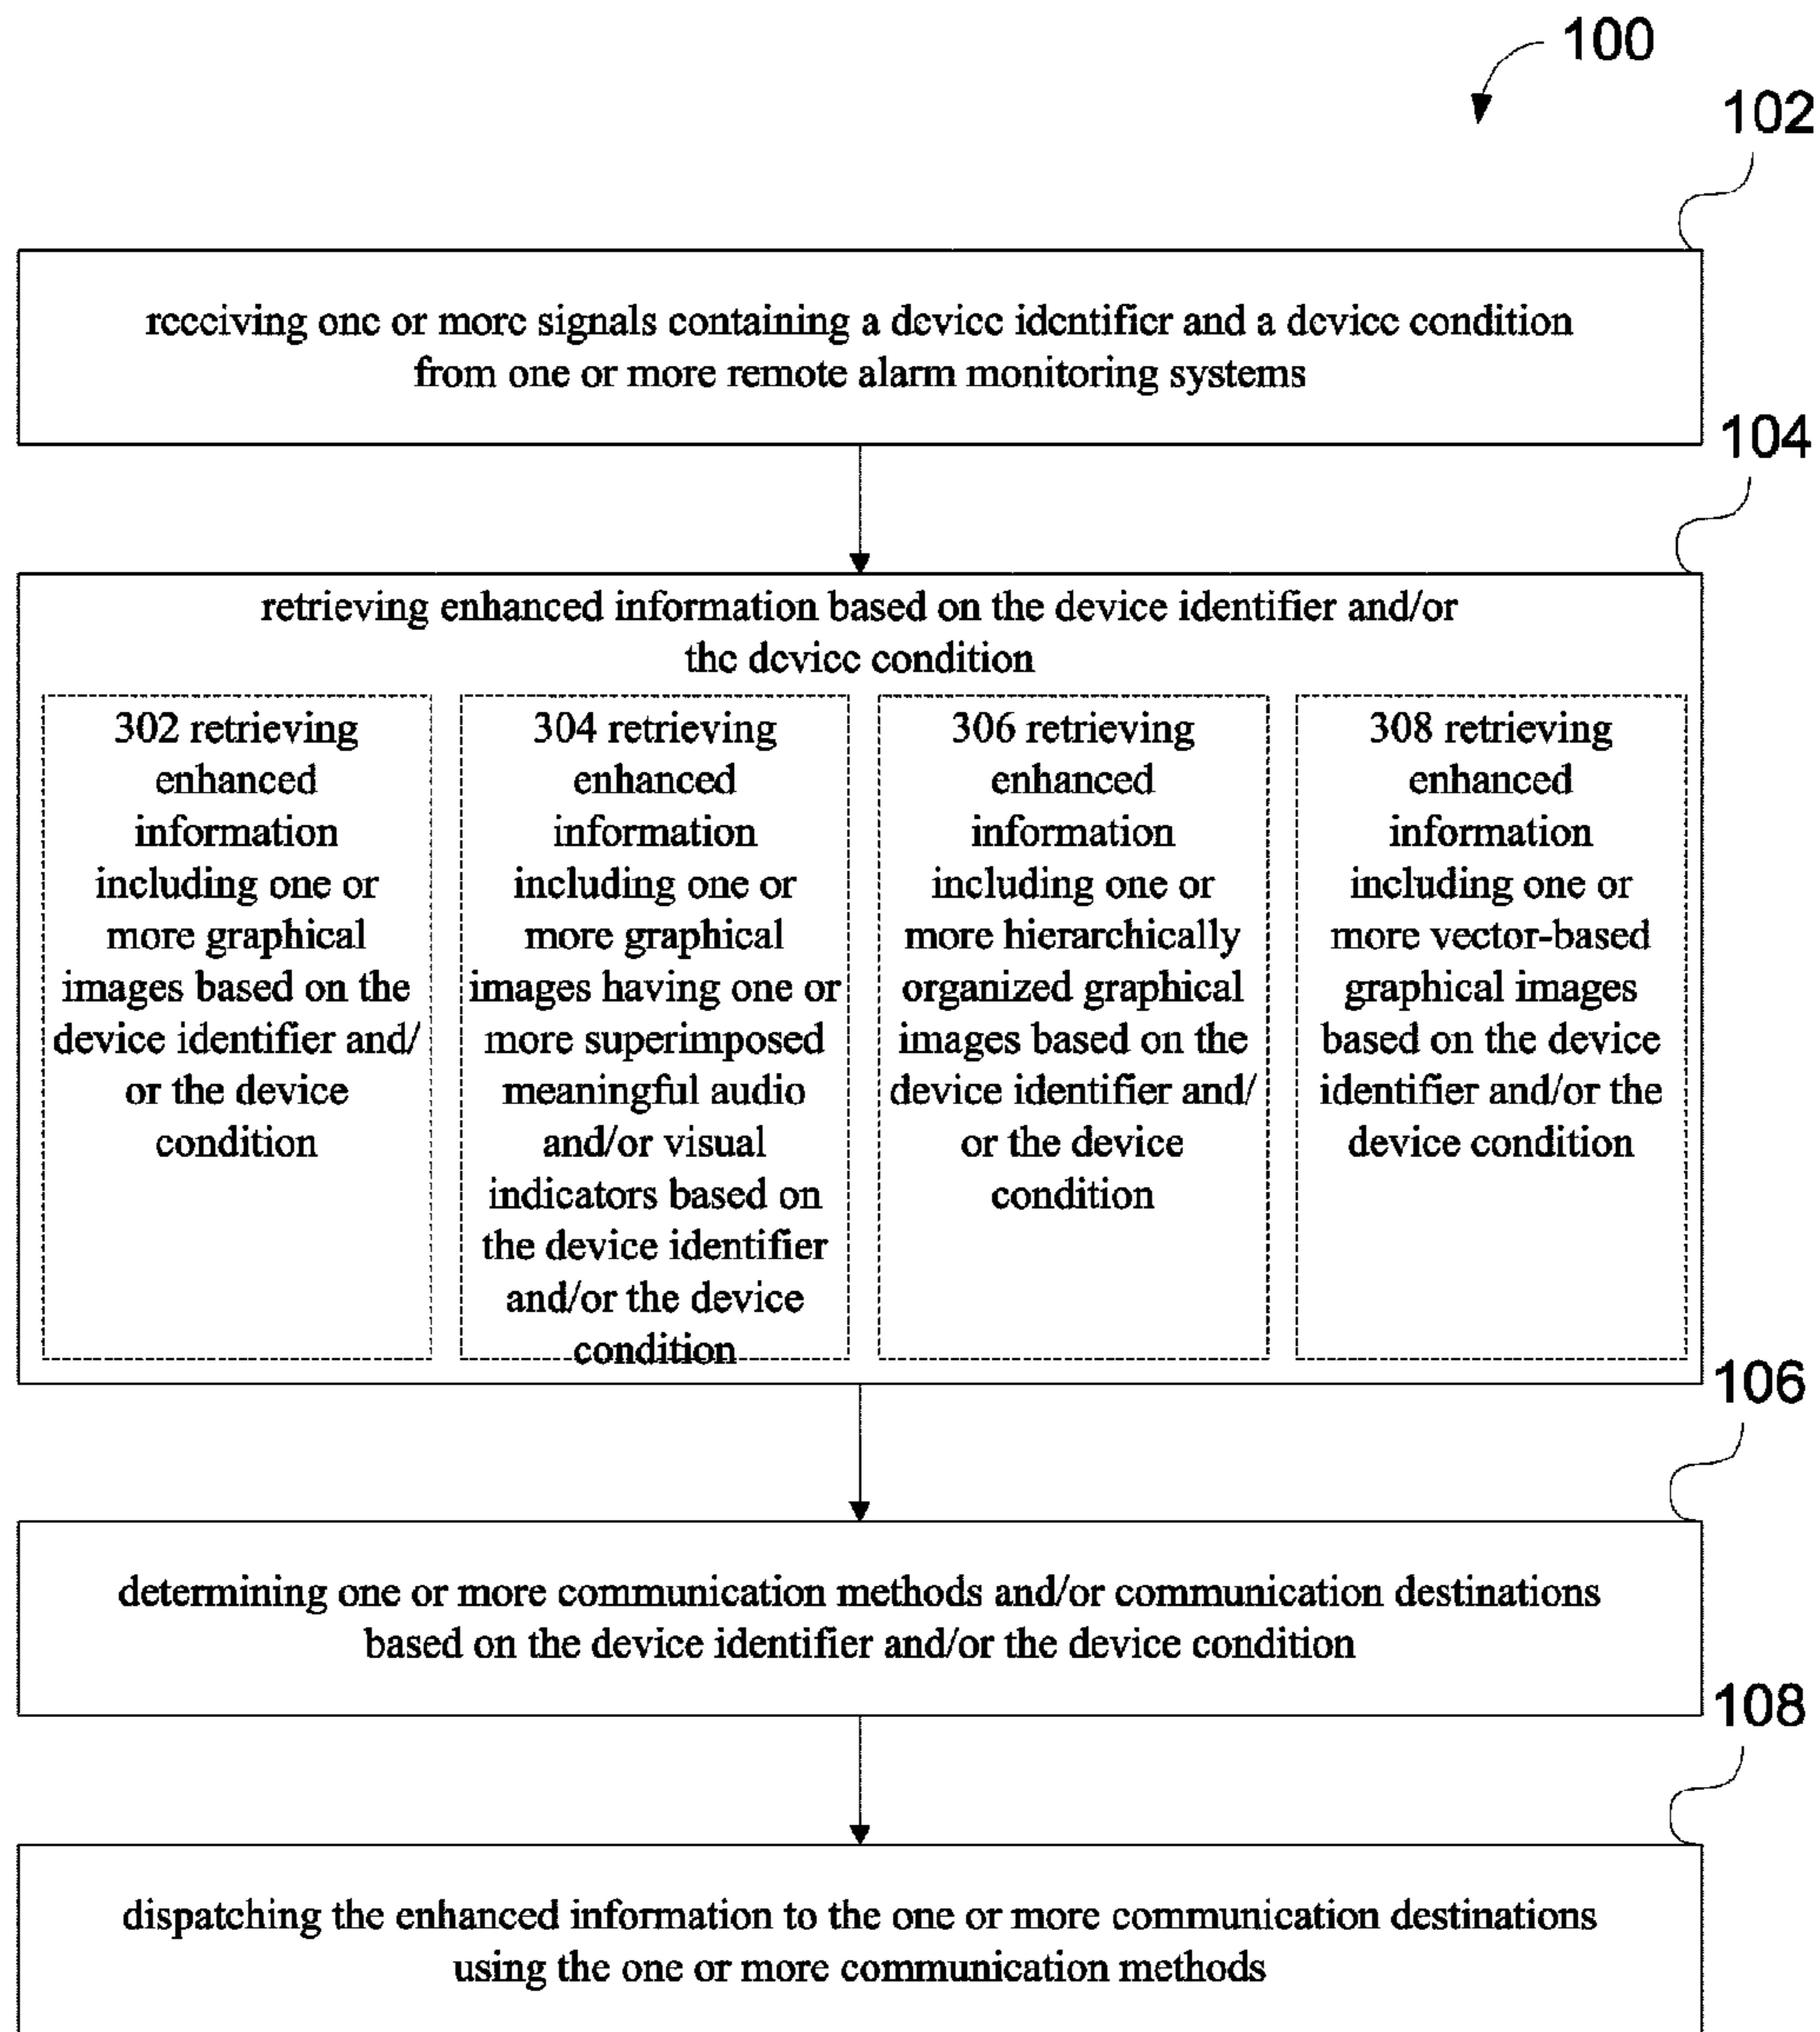 100
102
receiving one or more signals containing a device identifier and a device condition
from one or more remote alarm monitoring systems
104
retrieving enhanced information based on the device identifier and/or
the device condition
302 retrieving
enhanced
information
including one or
more graphical
images based on the
device identifier and/
or the device
condition
304 retrieving
enhanced
information
including one or
more graphical
images having one or
more superimposed
meaningful audio
and/or visual
indicators based on
the device identifier
and/or the device
condition
306 retrieving
enhanced
information
including one or
more hierarchically
organized graphical
images based on the
device identifier and/
or the device
condition
308 retrieving
enhanced
information
including one or
more vector-based
graphical images
based on the device
identifier and/or the
device condition
106
determining one or more communication methods and/or communication destinations
based on the device identifier and/or the device condition
108
dispatching the enhanced information to the one or more communication destinations
using the one or more communication methods